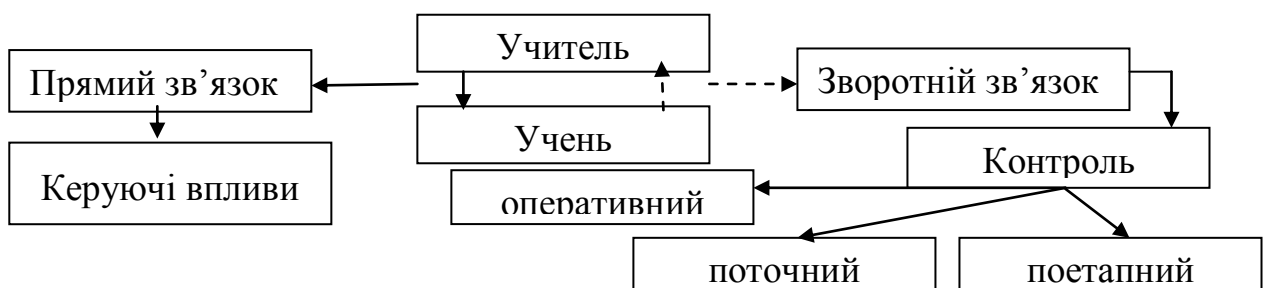 Учитель
Прямий зв’язок
Зворотній зв’язок
Учень
Контроль
Керуючі впливи
оперативний
поточний
поетапний